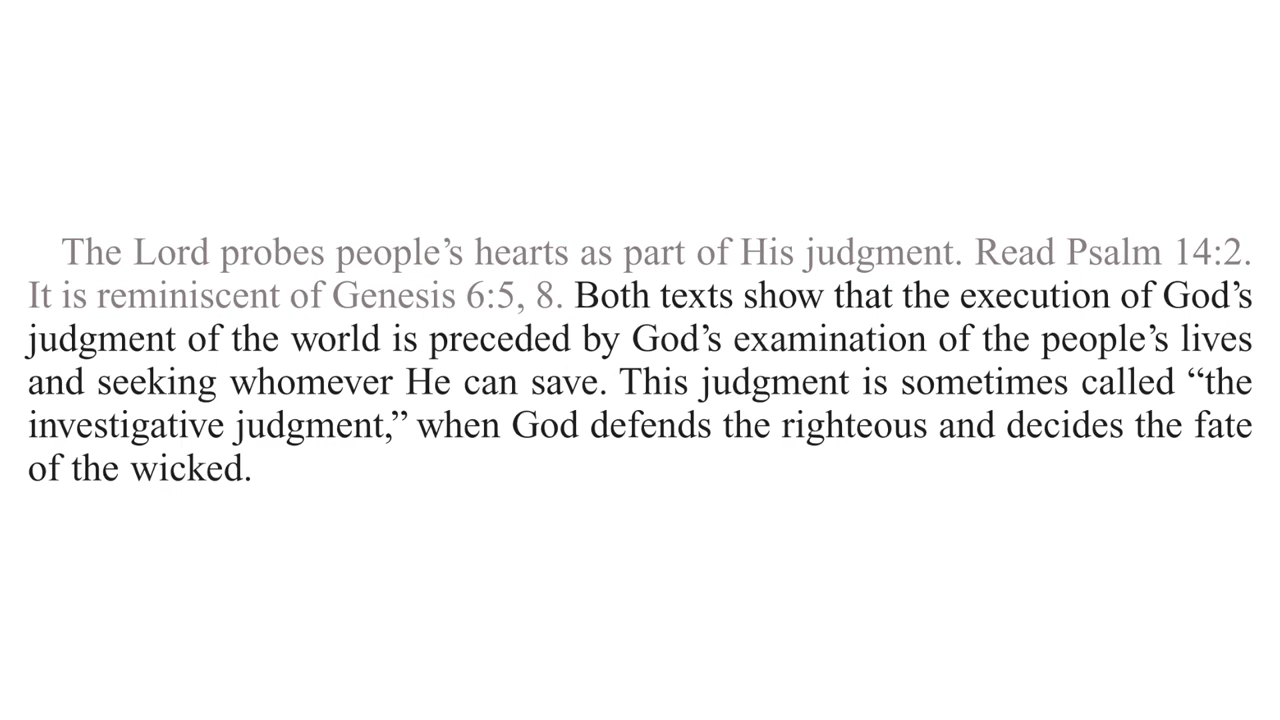 The Lord probes people’s hearts as part of His judgment. Read Psalm 14:2.
It is reminiscent of Genesis 6:5, 8. Both texts show that the execution of God’s
judgment of the world is preceded by God’s examination of the people’s lives
and seeking whomever He can save. This judgment is sometimes called “the
investigative judgment,” when God defends the righteous and decides the fate
of the wicked.